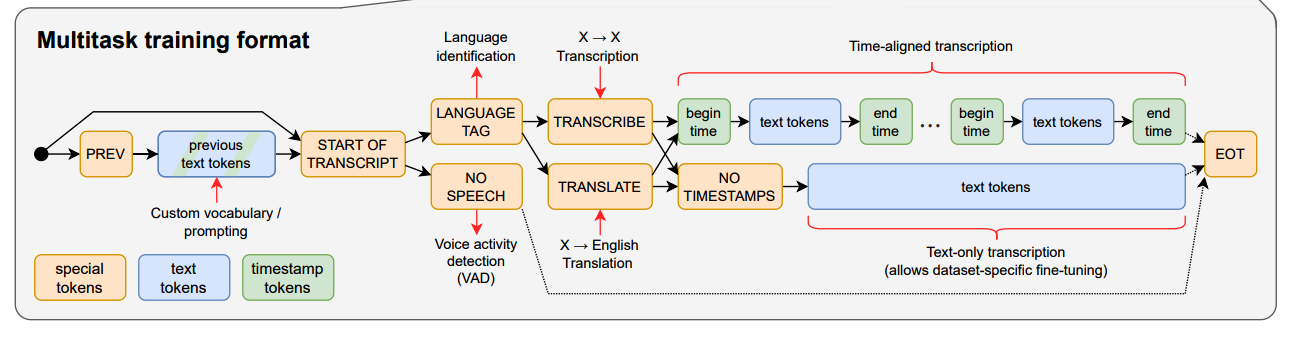 Multitask training format
Language
identification
X → X
Transcription
Time-aligned transcription
PREV
previous
text tokens
START OF
TRANSCRIPT
LANGUAGE
TAG
NO
SPEECH
TRANSCRIBE
TRANSLATE
begin
time
text tokens
end
time
...
begin
time
text tokens
end
time
NO
TIMESTAMPS
text tokens
EOT
Custom vocabulary /
prompting
Voice activity
detection
(VAD)
X → English
Translation
Text-only transcription
(allows dataset-specific fine-tuning)
special
tokens
text
tokens
timestamp
tokens